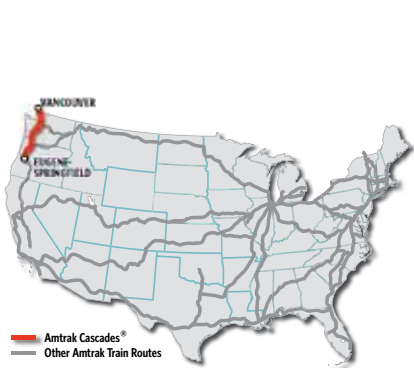 VANCOUVER
EUGENE-
SPRINGFIELD
Amtrak Cascades®
Other Amtrak Train Routes